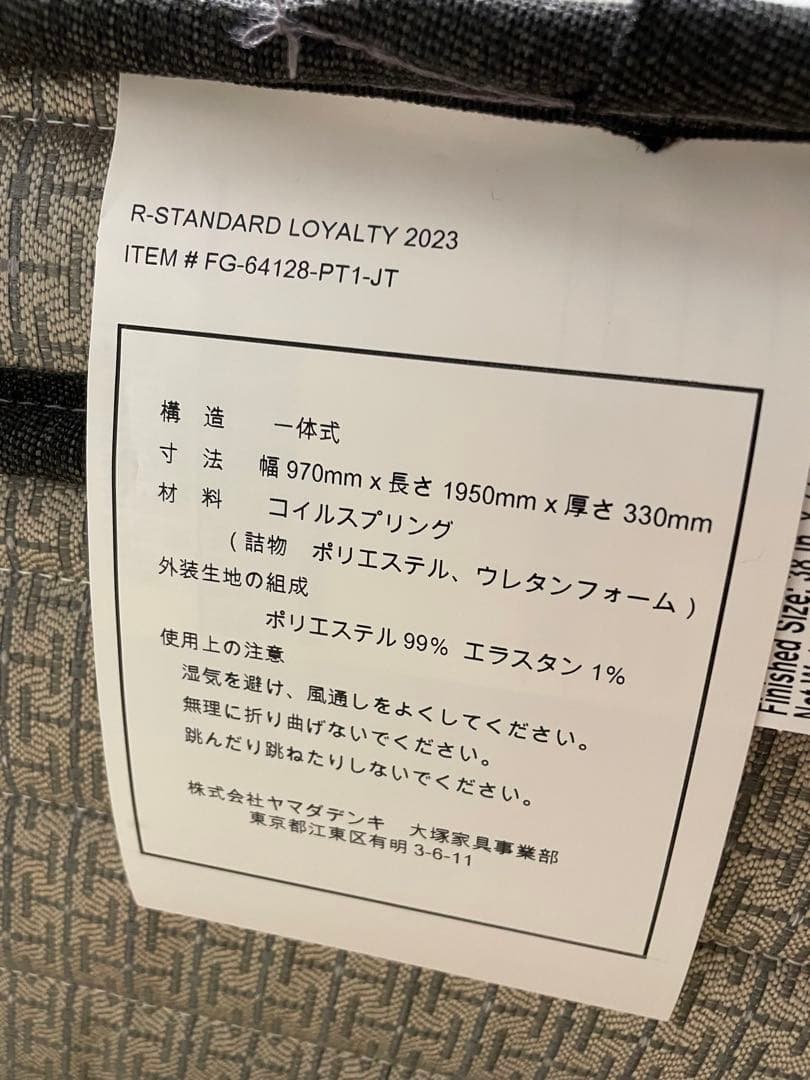 R-STANDARD LOYALTY 2023
ITEM # FG-64128-PT1-JT
構 造 一体式
寸 法 幅 970mm x 長さ 1950mm x 厚さ 330mm
材 料 コイルスプリング
( 詰物 ポリエステル、ウレタンフォーム )
外装生地の組成
ポリエステル 99% エラスタン 1%
使用上の注意
湿気を避け、風通しをよくしてください。
無理に折り曲げないでください。
跳んだり跳ねたりしないでください。
株式会社ヤマダデンキ 大塚家具事業部
東京都江東区有明 3-6-11
Finished Size: 38 in